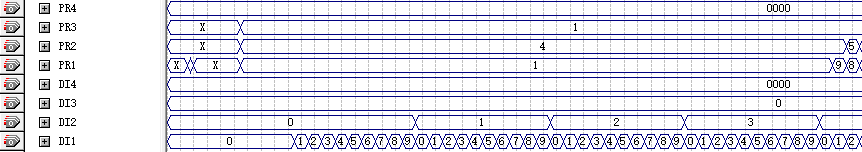 PR4 0000
PR3 X 1
PR2 X 4 5
PR1 X X 1 9 8
DI4 0000
DI3 0
DI2 0 1 2 3
DI1 0 1 2 3 4 5 6 7 8 9 0 1 2 3 4 5 6 7 8 9 0 1 2 3 4 5 6 7 8 9 0 1 2 3 4 5 6 7 8 9 0 1 2